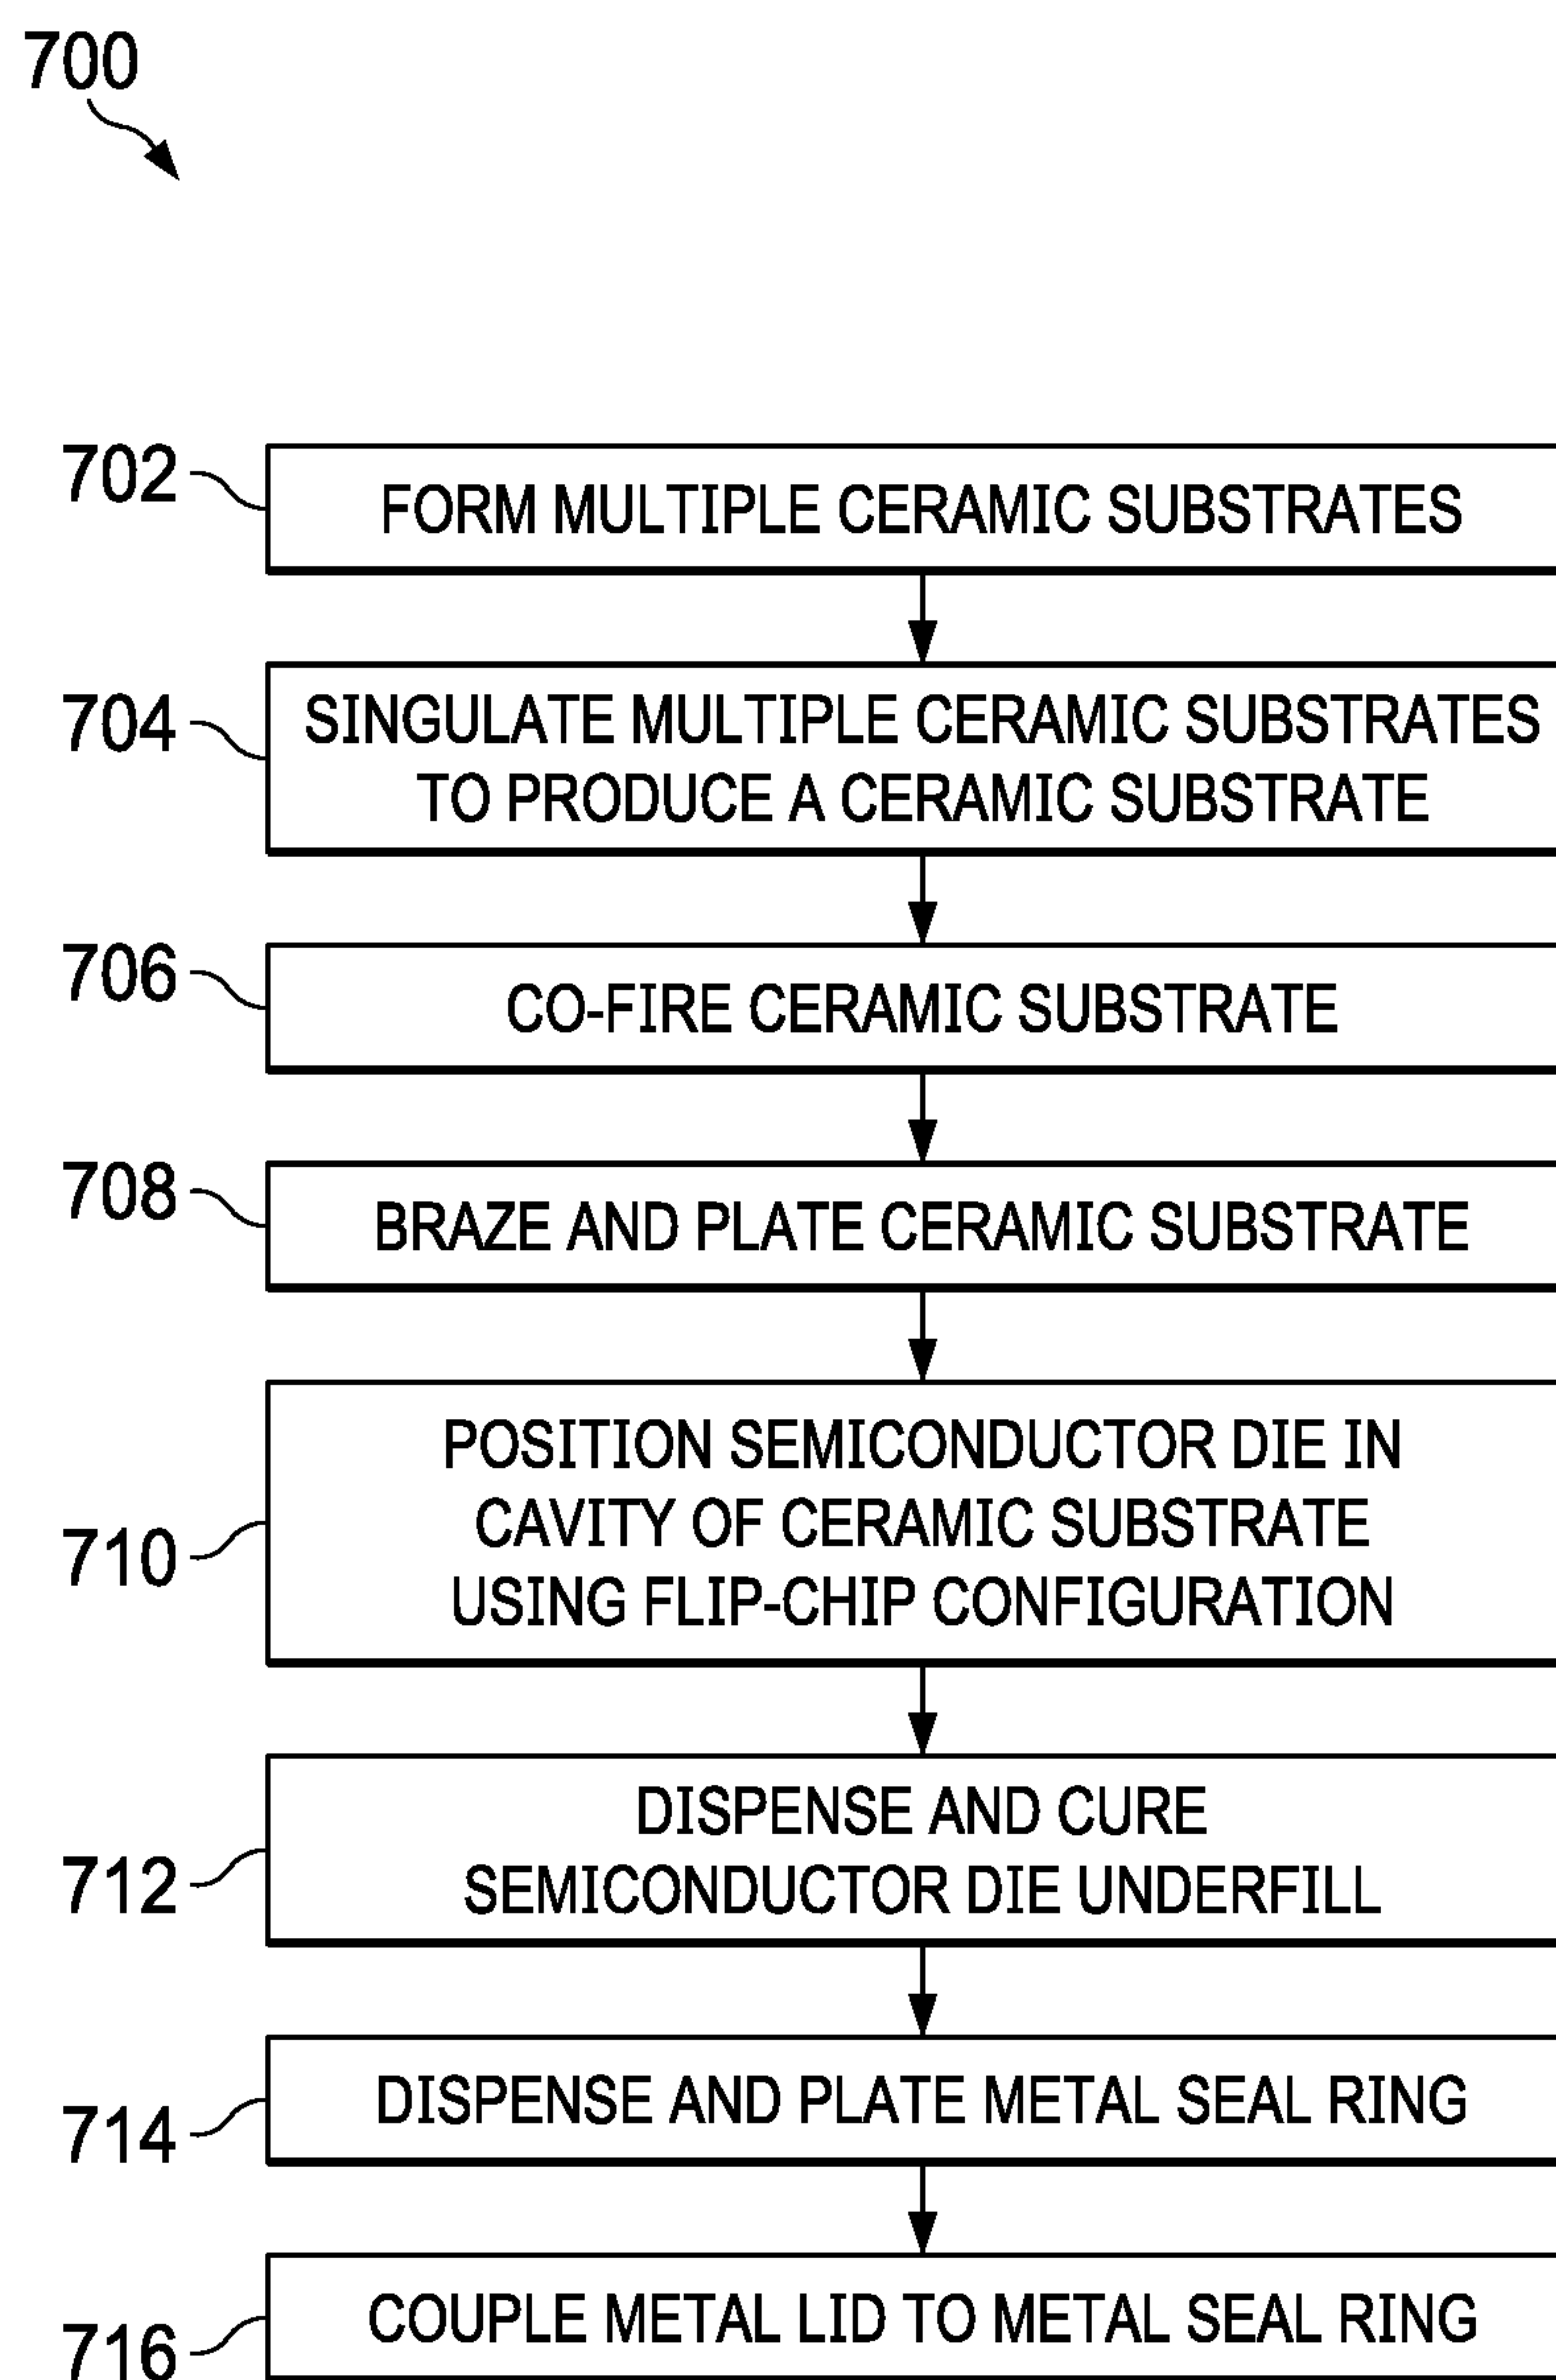 700
702
FORM MULTIPLE CERAMIC SUBSTRATES
704
SINGULATE MULTIPLE CERAMIC SUBSTRATES
TO PRODUCE A CERAMIC SUBSTRATE
706
CO-FIRE CERAMIC SUBSTRATE
708
BRAZE AND PLATE CERAMIC SUBSTRATE
710
POSITION SEMICONDUCTOR DIE IN
CAVITY OF CERAMIC SUBSTRATE
USING FLIP-CHIP CONFIGURATION
712
DISPENSE AND CURE
SEMICONDUCTOR DIE UNDERFILL
714
DISPENSE AND PLATE METAL SEAL RING
716
COUPLE METAL LID TO METAL SEAL RING